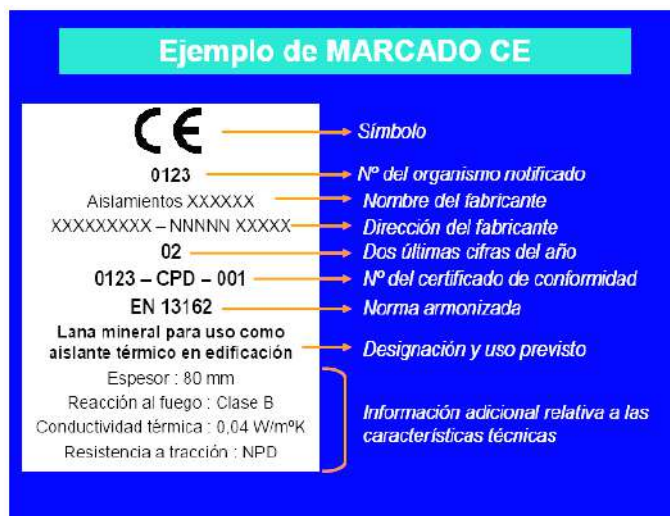 Ejemplo de MARCADO CE
CE
Símbolo
0123
Nº del organismo notificado
Aislamientos XXXXXX
Nombre del fabricante
XXXXXXXXX – NNNNN XXXXX
Dirección del fabricante
02
Dos últimas cifras del año
0123 – CPD – 001
Nº del certificado de conformidad
EN 13162
Norma armonizada
Lana mineral para uso como
aislante térmico en edificación
Designación y uso previsto
Espesor : 80 mm
Reacción al fuego : Clase B
Conductividad térmica : 0,04 W/mºK
Resistencia a tracción : NPD
Información adicional relativa a las
características técnicas